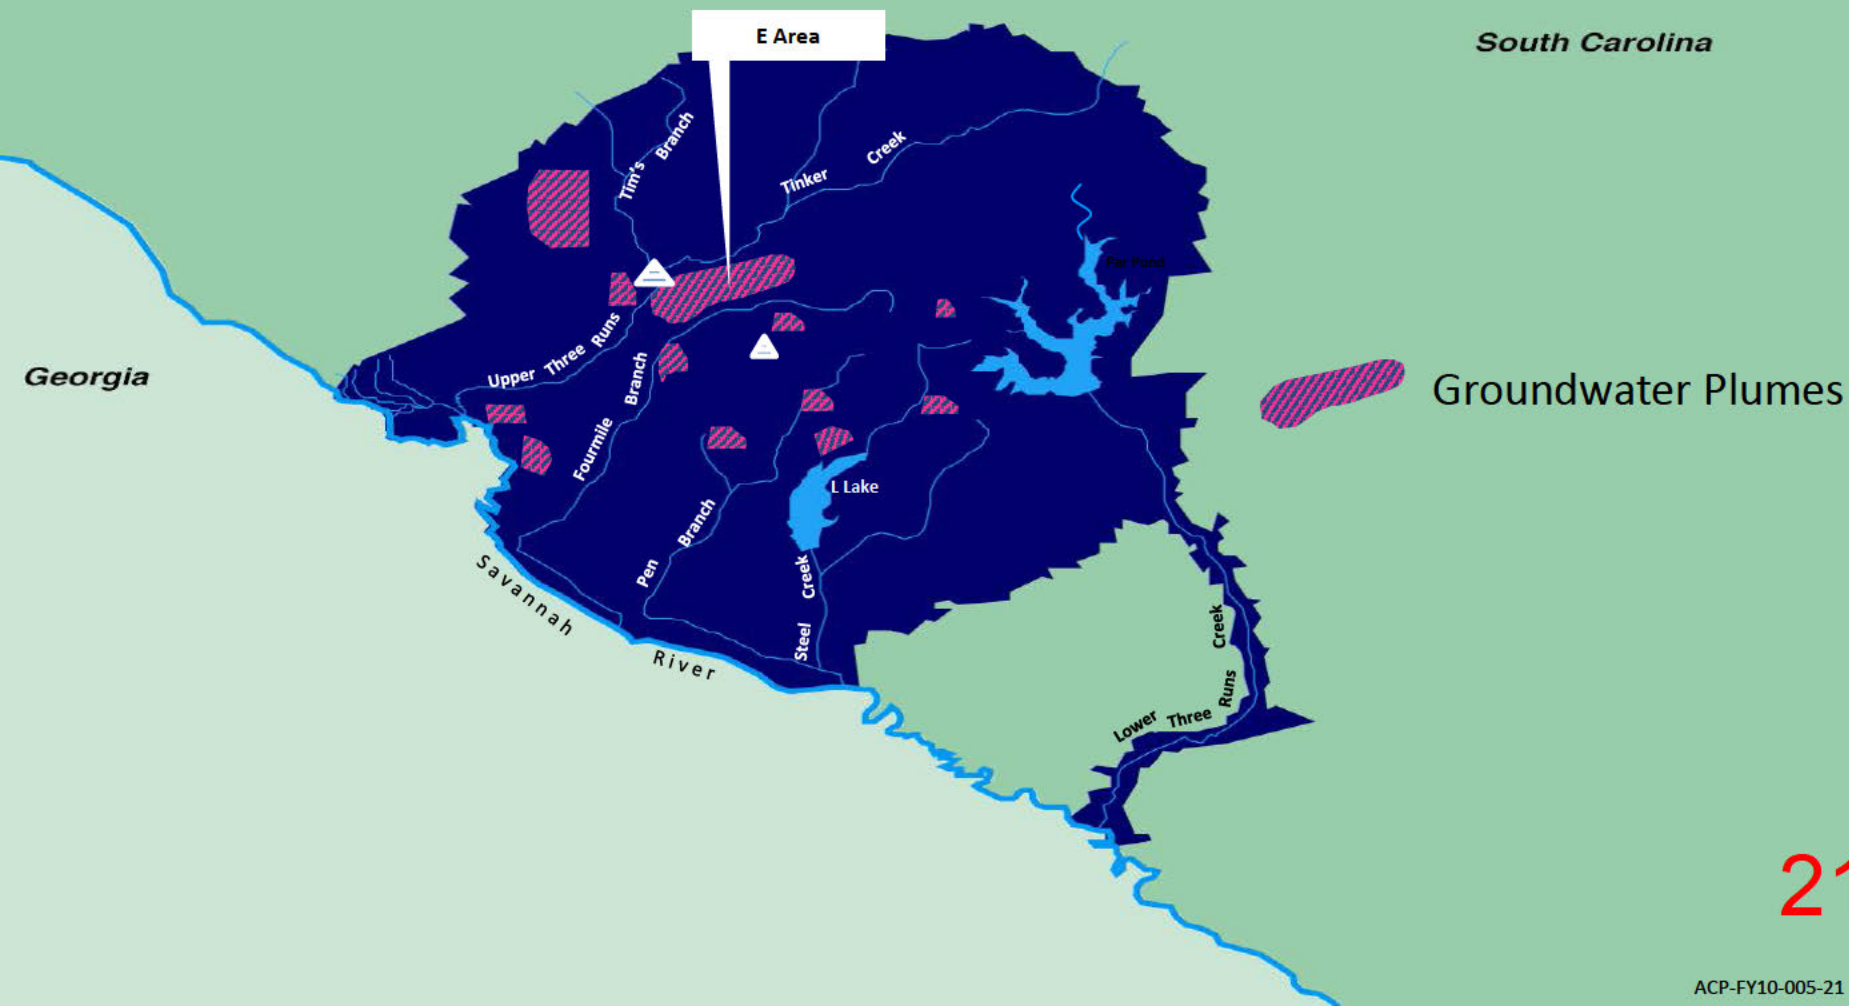 E Area
South Carolina
Tim's Branch
Tinker Creek
Par Pond
Georgia
Upper Three Runs
Groundwater Plumes
Fourmile Branch
L Lake
Pen Branch
Steel Creek
Savannah River
Lower Three Runs Creek
21
ACP-FY10-005-21